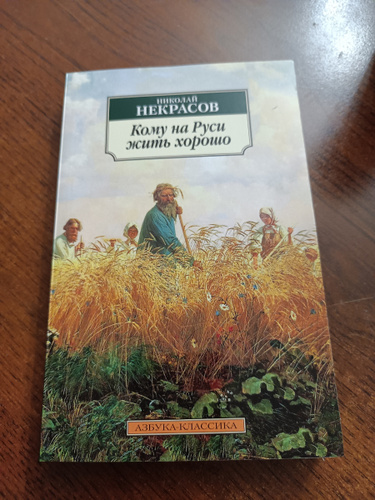 НИКОЛАЙ
НЕКРАСОВ
Кому на Руси
жить хорошо
АЗБУКА-КЛАССИКА